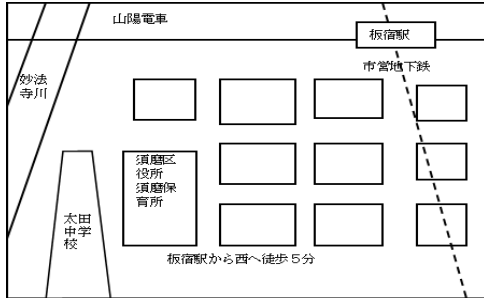 山陽電車
板宿駅
市営地下鉄
妙法
寺川
須磨区
役所
須磨保
育所
太田
中学
校
板宿駅から西へ徒歩５分